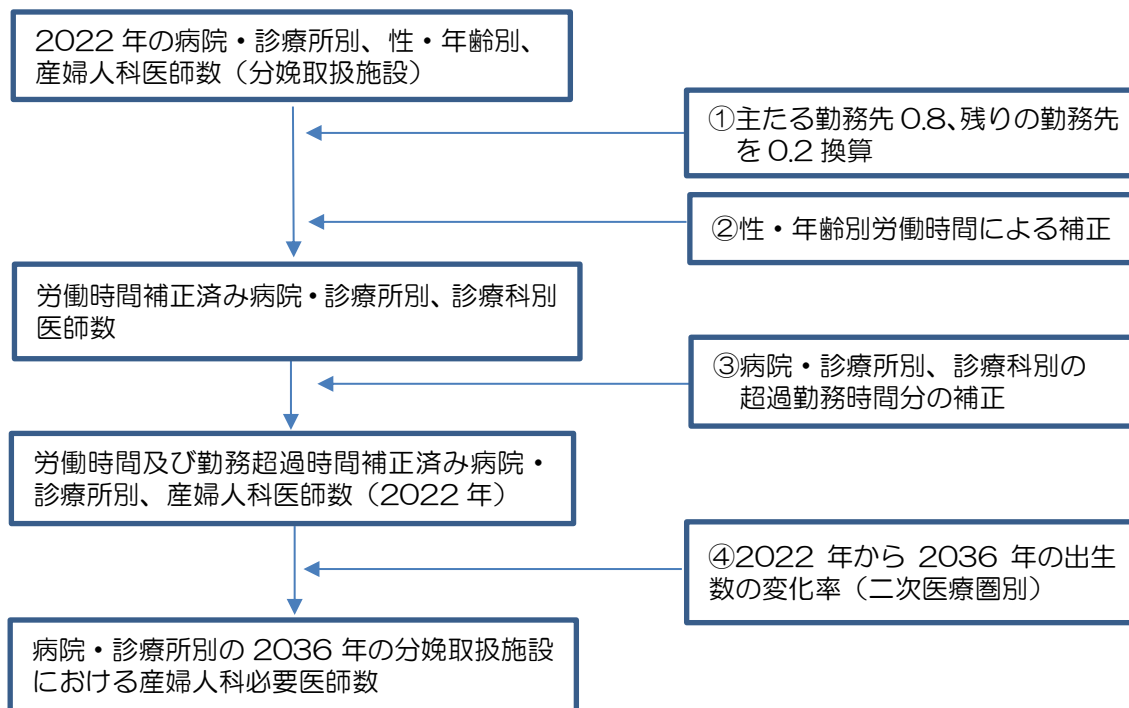 2022 年の病院・診療所別、性・年齢別、
産婦人科医師数（分娩取扱施設）
①主たる勤務先 0.8、残りの勤務先
を 0.2 換算
②性・年齢別労働時間による補正
労働時間補正済み病院・診療所別、診療科別
医師数
③病院・診療所別、診療科別の
超過勤務時間分の補正
労働時間及び勤務超過時間補正済み病院・
診療所別、産婦人科医師数（2022 年）
④2022 年から 2036 年の出生
数の変化率（二次医療圏別）
病院・診療所別の 2036 年の分娩取扱施設
における産婦人科必要医師数